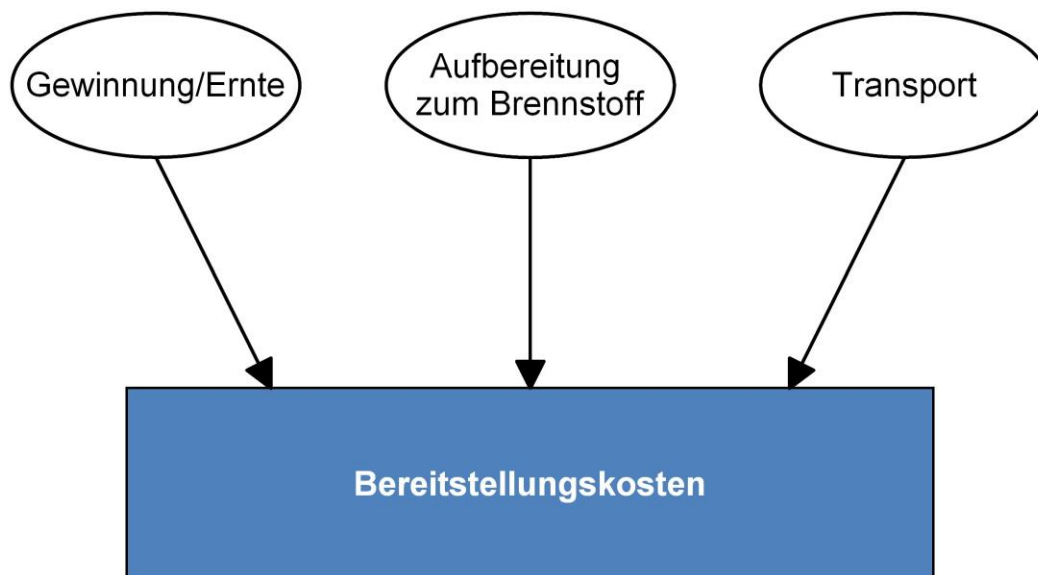 Gewinnung/Ernte
Aufbereitung
zum Brennstoff
Transport
Bereitstellungskosten